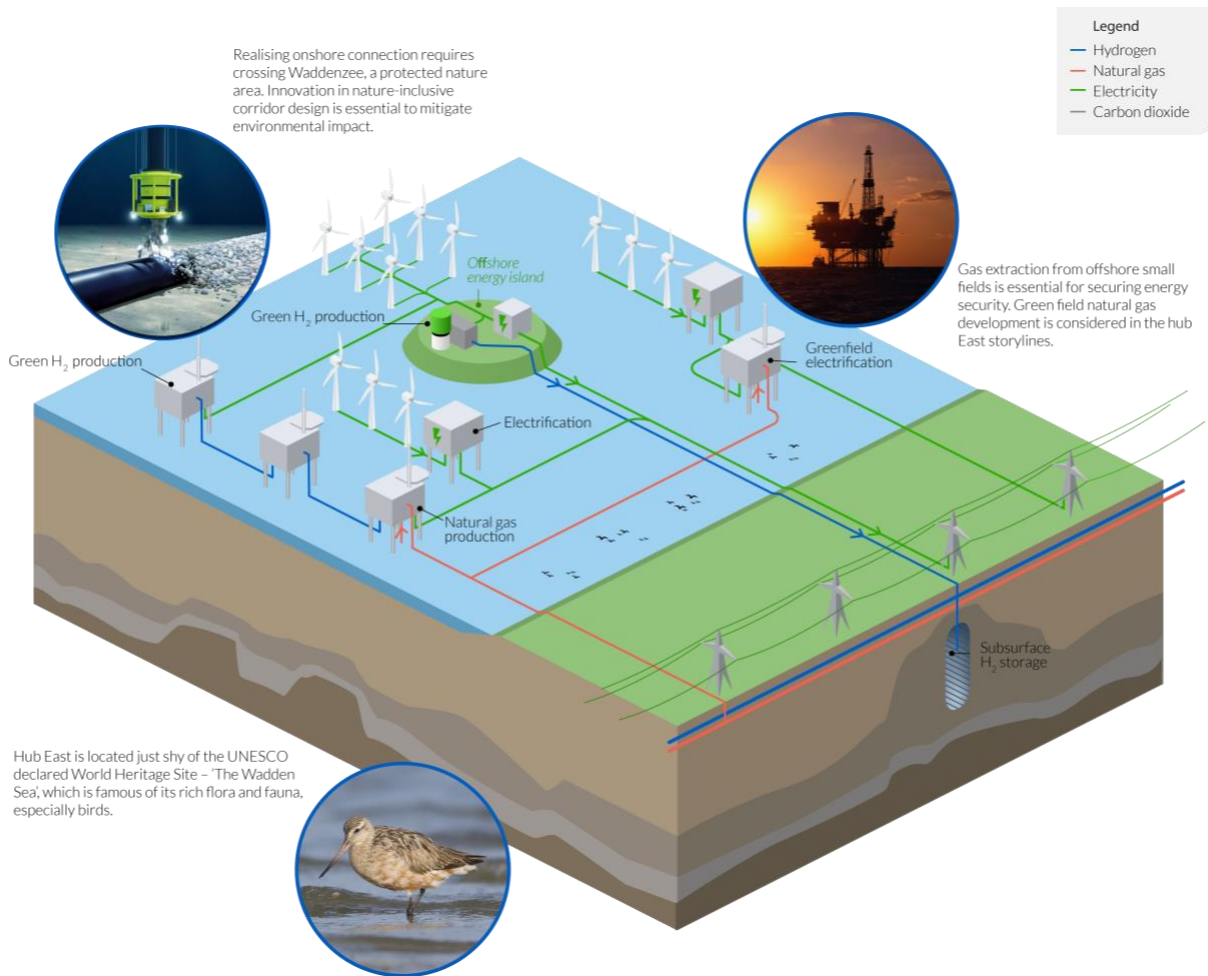 Legend
Hydrogen
Natural gas
Electricity
Carbon dioxide
Realising onshore connection requires
crossing Waddenzee, a protected nature
area. Innovation in nature-inclusive
corridor design is essential to mitigate
environmental impact.
Offshore
energy island
Green H₂ production
Green H₂ production
Electrification
Natural gas
production
Greenfield
electrification
Gas extraction from offshore small
fields is essential for securing energy
security. Green field natural gas
development is considered in the hub
East storylines.
Subsurface
H₂ storage
Hub East is located just shy of the UNESCO
declared World Heritage Site – ‘The Wadden
Sea’, which is famous of its rich flora and fauna,
especially birds.